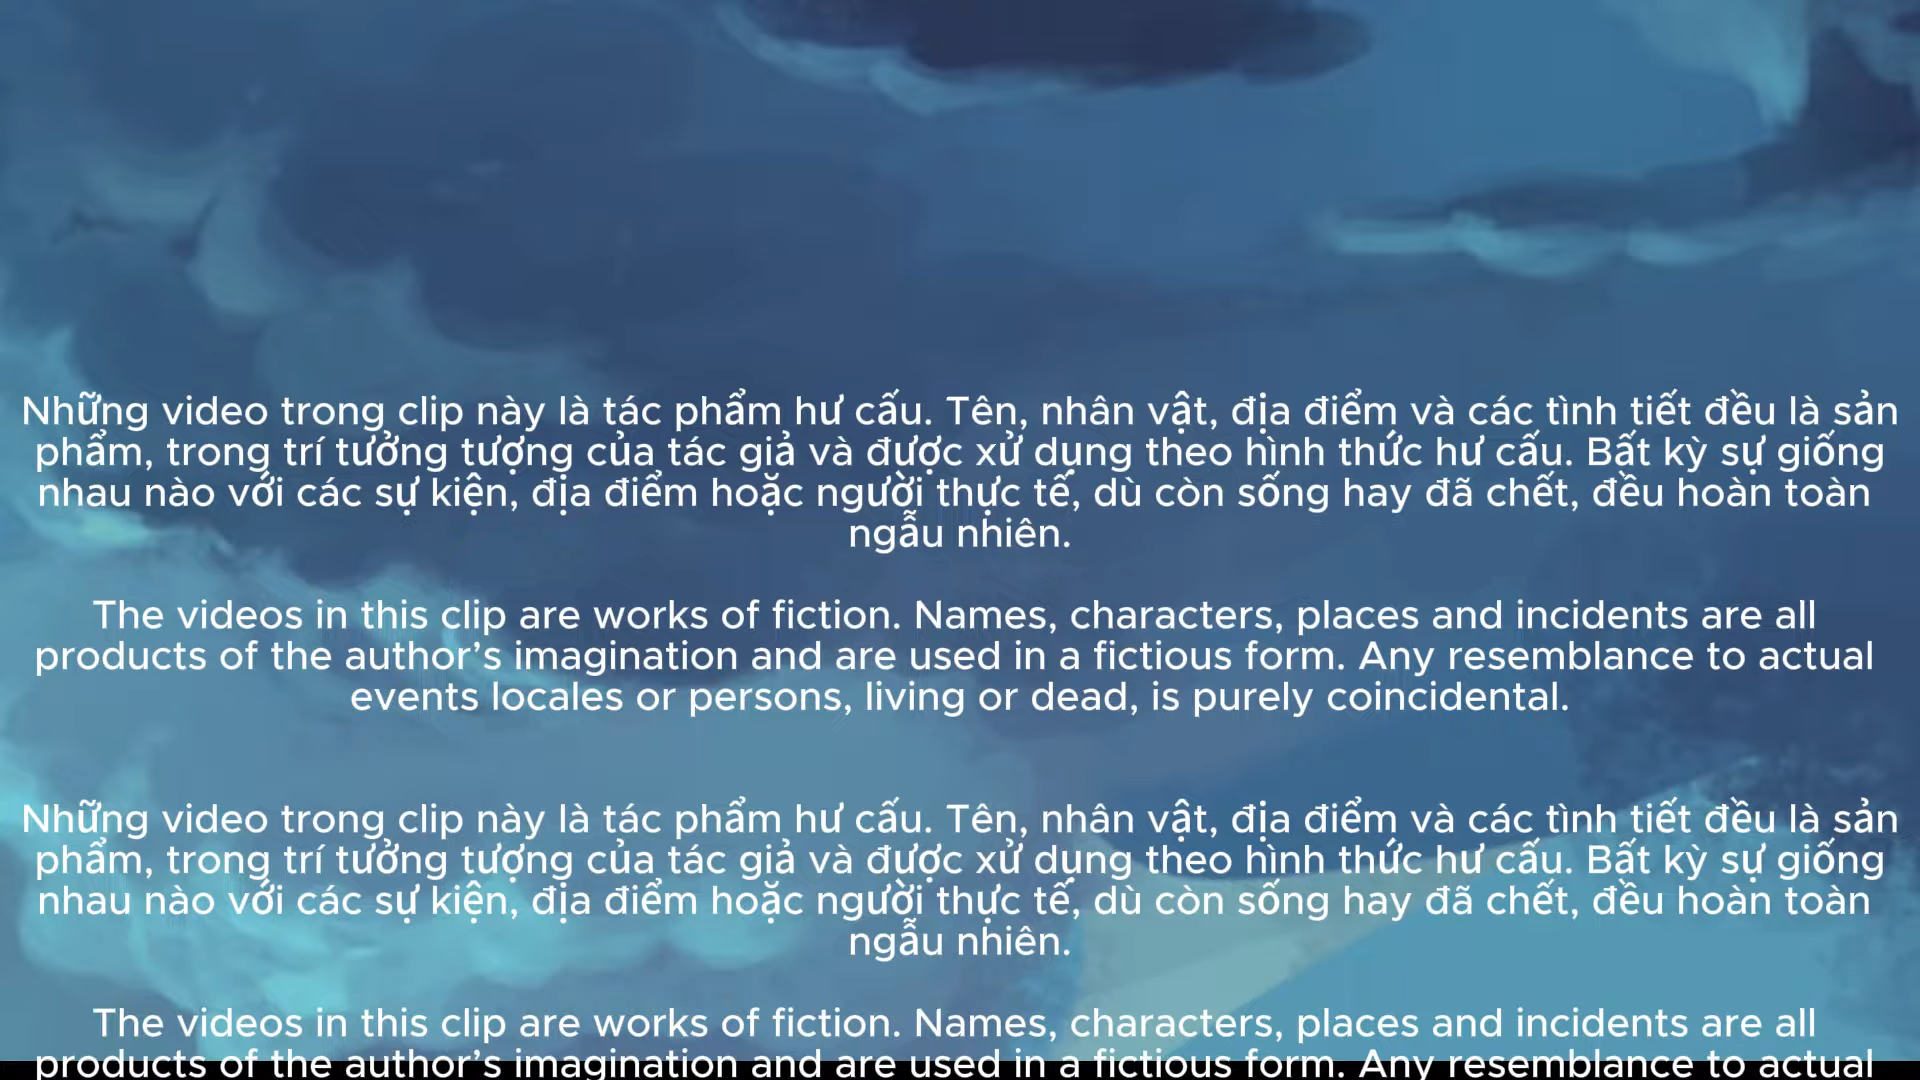 Những video trong clip này là tác phẩm hư cấu. Tên, nhân vật, địa điểm và các tình tiết đều là sản
phẩm, trong trí tưởng tượng của tác giả và được xử dụng theo hình thức hư cấu. Bất kỳ sự giống
nhau nào với các sự kiện, địa điểm hoặc người thực tế, dù còn sống hay đã chết, đều hoàn toàn
ngẫu nhiên.
The videos in this clip are works of fiction. Names, characters, places and incidents are all
products of the author’s imagination and are used in a fictious form. Any resemblance to actual
events locales or persons, living or dead, is purely coincidental.
Những video trong clip này là tác phẩm hư cấu. Tên, nhân vật, địa điểm và các tình tiết đều là sản
phẩm, trong trí tưởng tượng của tác giả và được xử dụng theo hình thức hư cấu. Bất kỳ sự giống
nhau nào với các sự kiện, địa điểm hoặc người thực tế, dù còn sống hay đã chết, đều hoàn toàn
ngẫu nhiên.
The videos in this clip are works of fiction. Names, characters, places and incidents are all
products of the author’s imagination and are used in a fictious form. Any resemblance to actual